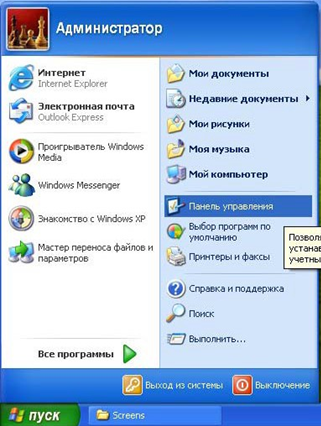 Администратор
Интернет
Internet Explorer
Электронная почта
Outlook Express
Проигрыватель Windows
Media
Windows Messenger
Знакомство с Windows XP
Мастер переноса файлов и
параметров
Все программы
Мои документы
Недавние документы
Мои рисунки
Моя музыка
Мой компьютер
Панель управления
Выбор программ по
умолчанию
Принтеры и факсы
Справка и поддержка
Поиск
Выполнить...
Позволя
устанав
учетны
Выход из системы
Выключение
пуск
Screens